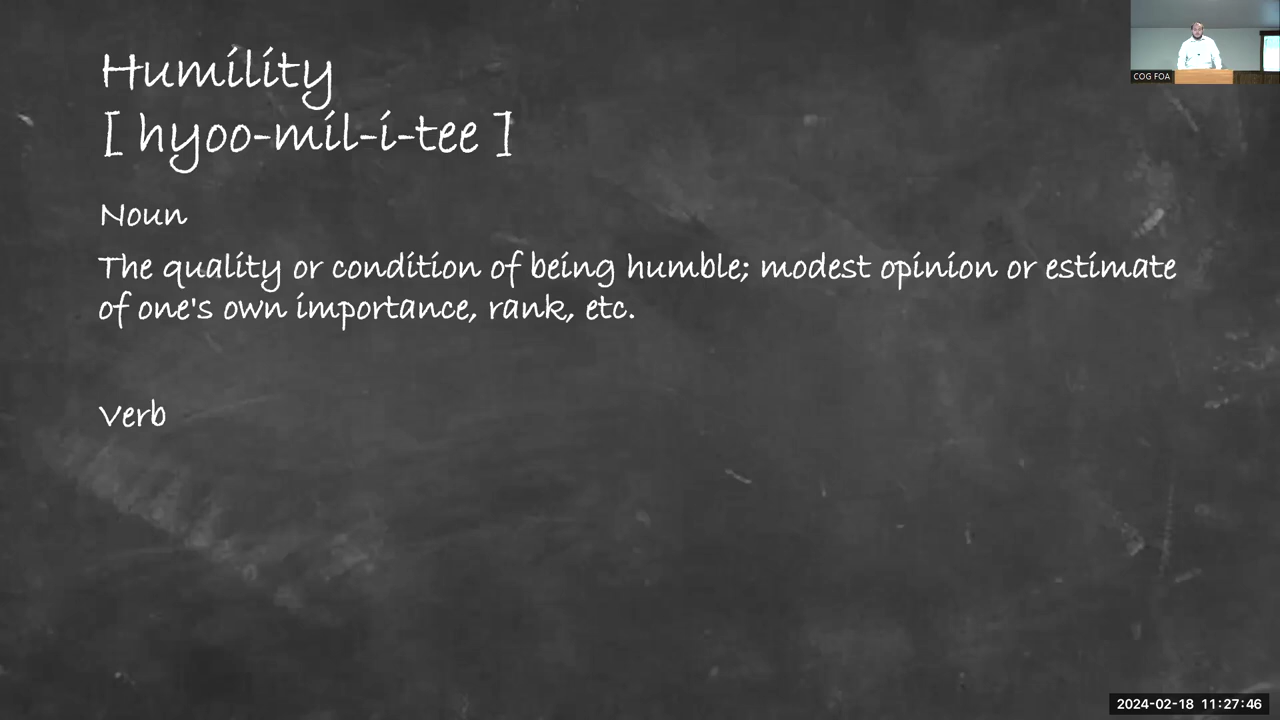 Humility
[ hyoo-mil-i-tee ]
COG FOA
Noun
The quality or condition of being humble; modest opinion or estimate
of one's own importance, rank, etc.
Verb
2024-02-18 11:27:46